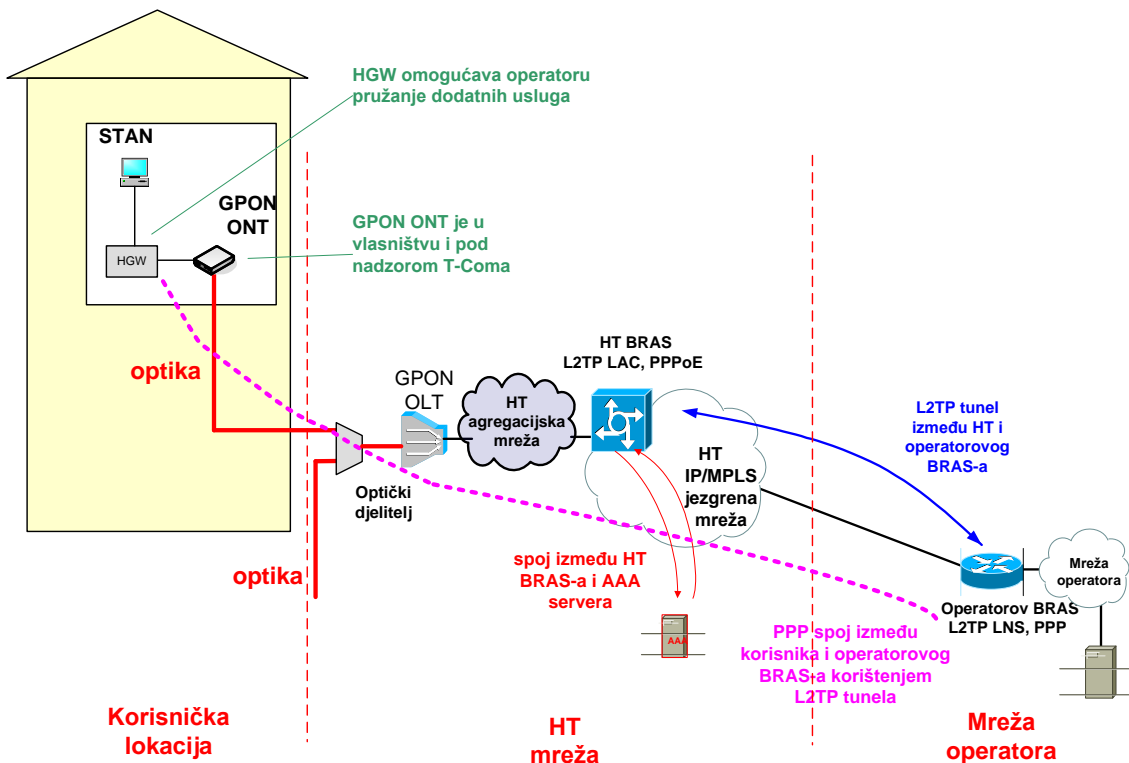 HGW omogućava operatoru
pružanje dodatnih usluga
STAN
GPON
ONT
HGW
GPON ONT je u
vlasništvu i pod
nadzorom T-Coma
optika
optika
GPON
OLT
Optički
djelitelj
HT
agregacijska
mreža
HT BRAS
L2TP LAC, PPPoE
HT
IP/MPLS
jezgrena
mreža
L2TP tunel
između HT i
operatorovog
BRAS-a
spoj između HT
BRAS-a i AAA
servera
AAA
Mreža
operatora
Operatorov BRAS
L2TP LNS, PPP
PPP spoj između
korisnika i operatorovog
BRAS-a korištenjem
L2TP tunela
Korisnička
lokacija
HT
mreža
Mreža
operatora